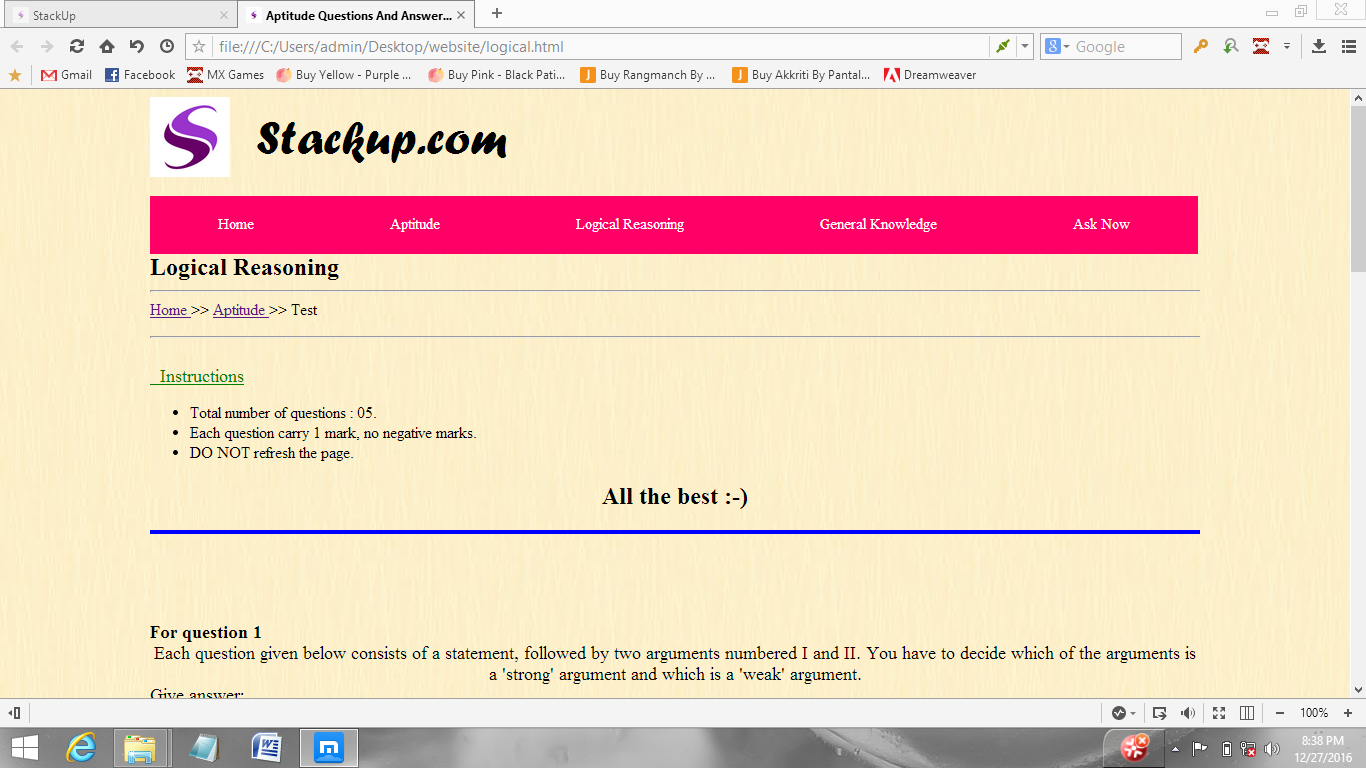 StackUp
Aptitude Questions And Answer...
file:///C:/Users/admin/Desktop/website/logical.html
Google
Gmail
Facebook
MX Games
Buy Yellow - Purple ...
Buy Pink - Black Pati...
Buy Rangmanch By ...
Buy Akkriti By Pantal...
Dreamweaver
Stackup.com
Home
Aptitude
Logical Reasoning
General Knowledge
Ask Now
Logical Reasoning
Home >> Aptitude >> Test
Instructions
• Total number of questions : 05.
• Each question carry 1 mark, no negative marks.
• DO NOT refresh the page.
All the best :-)
For question 1
Each question given below consists of a statement, followed by two arguments numbered I and II. You have to decide which of the arguments is
a 'strong' argument and which is a 'weak' argument.
Give answer:
100%
8:38 PM
12/27/2016